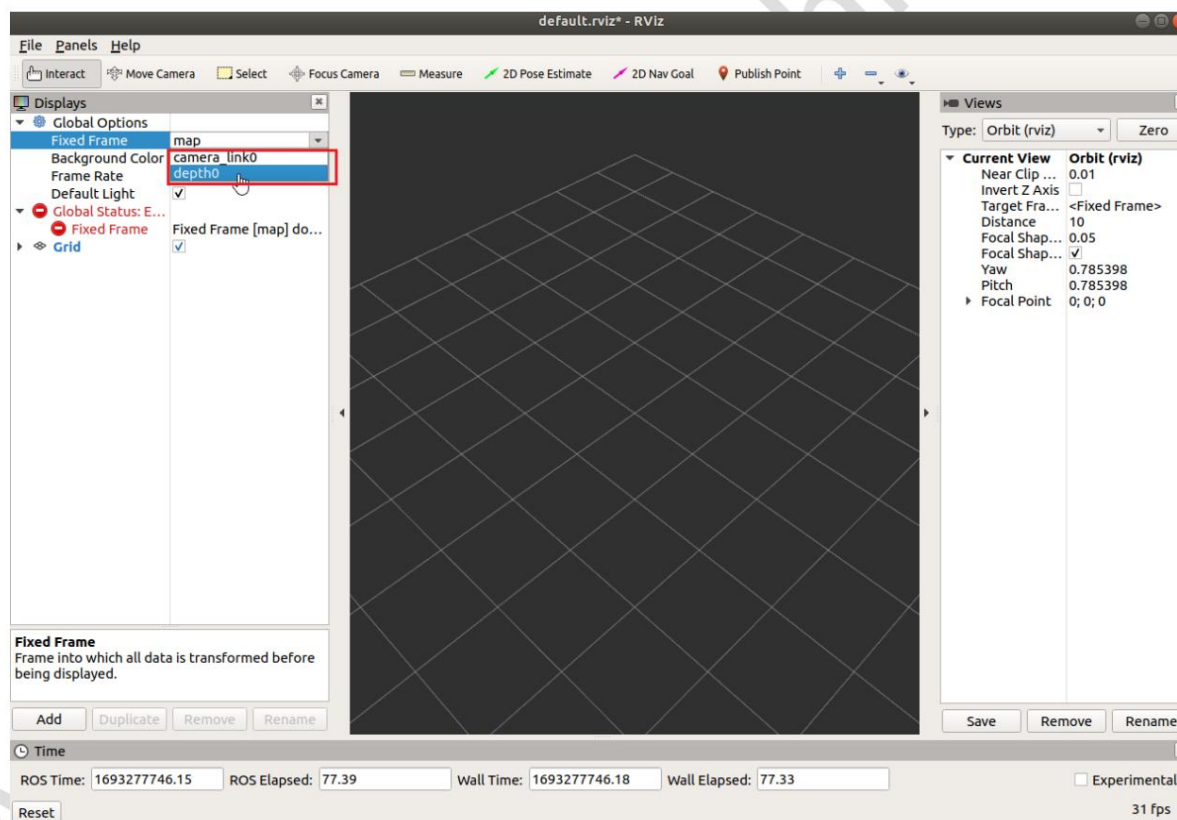 default.rviz* - RViz
File Panels Help
Interact Move Camera Select Focus Camera Measure 2D Pose Estimate 2D Nav Goal Publish Point
Displays
Global Options
Fixed Frame map
Background Color camera_link0
Frame Rate depth0
Default Light
Global Status: E...
Fixed Frame Fixed Frame [map] do...
Grid
Fixed Frame
Frame into which all data is transformed before
being displayed.
Add Duplicate Remove Rename
Views
Type: Orbit (rviz) Zero
Current View Orbit (rviz)
Near Clip ... 0.01
Invert Z Axis
Target Fra... <Fixed Frame>
Distance 10
Focal Shap... 0.05
Focal Shap...
Yaw 0.785398
Pitch 0.785398
Focal Point 0; 0; 0
Save Remove Rename
Time
ROS Time: 1693277746.15 ROS Elapsed: 77.39 Wall Time: 1693277746.18 Wall Elapsed: 77.33 Experimental
Reset 31 fps